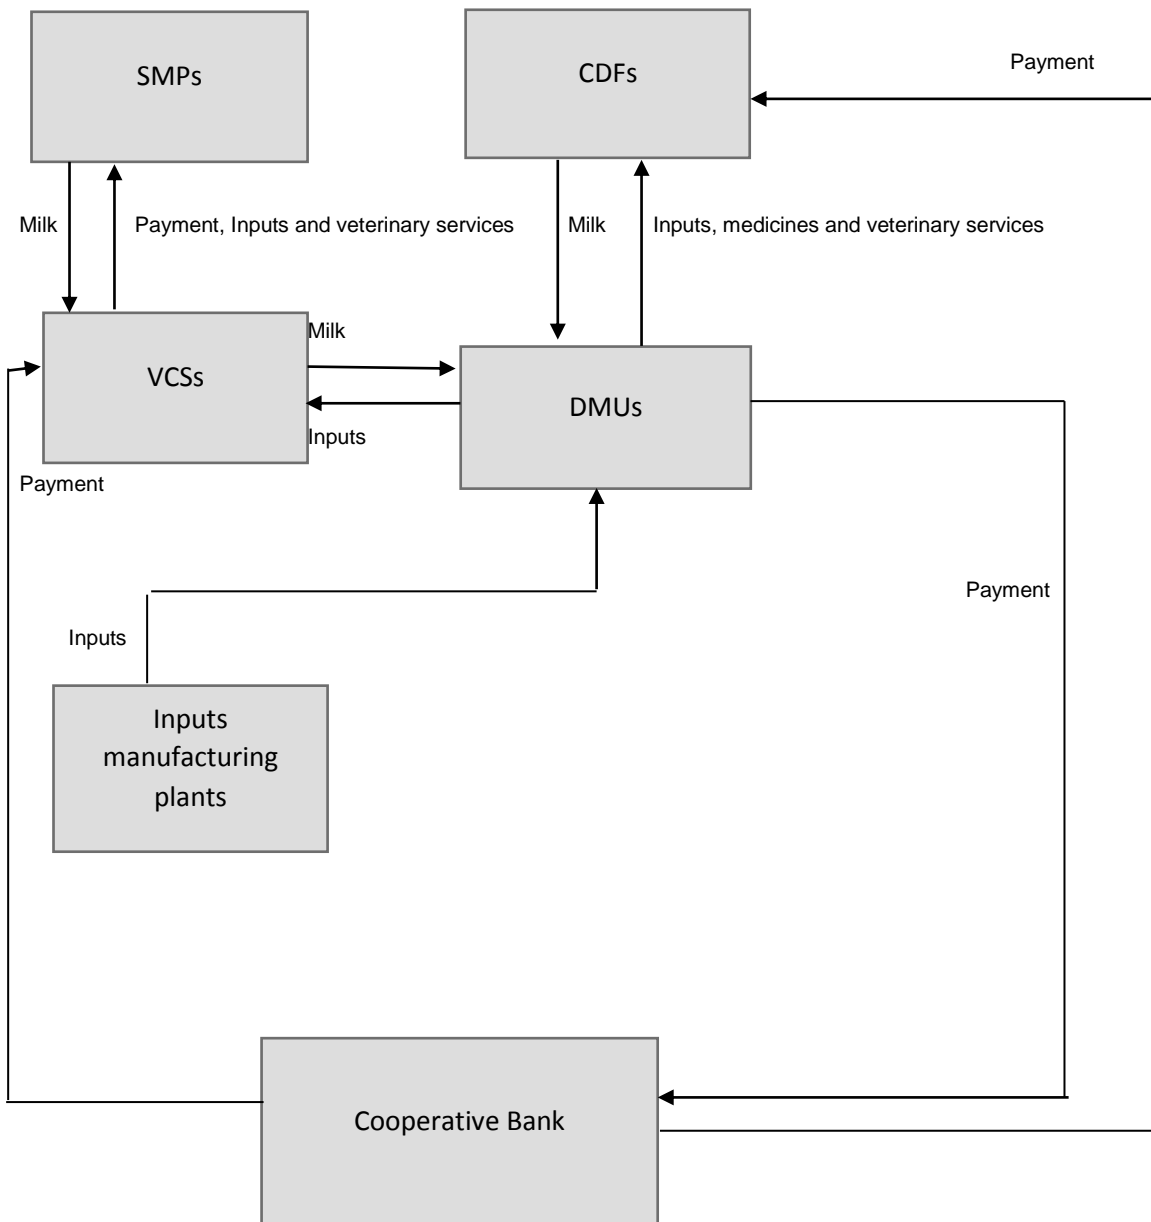 SMPs
CDFs
Payment
Milk
Payment, Inputs and veterinary services
Milk
Inputs, medicines and veterinary services
VCSs
Milk
DMUs
Inputs
Payment
Payment
Inputs
Inputs
manufacturing
plants
Cooperative Bank